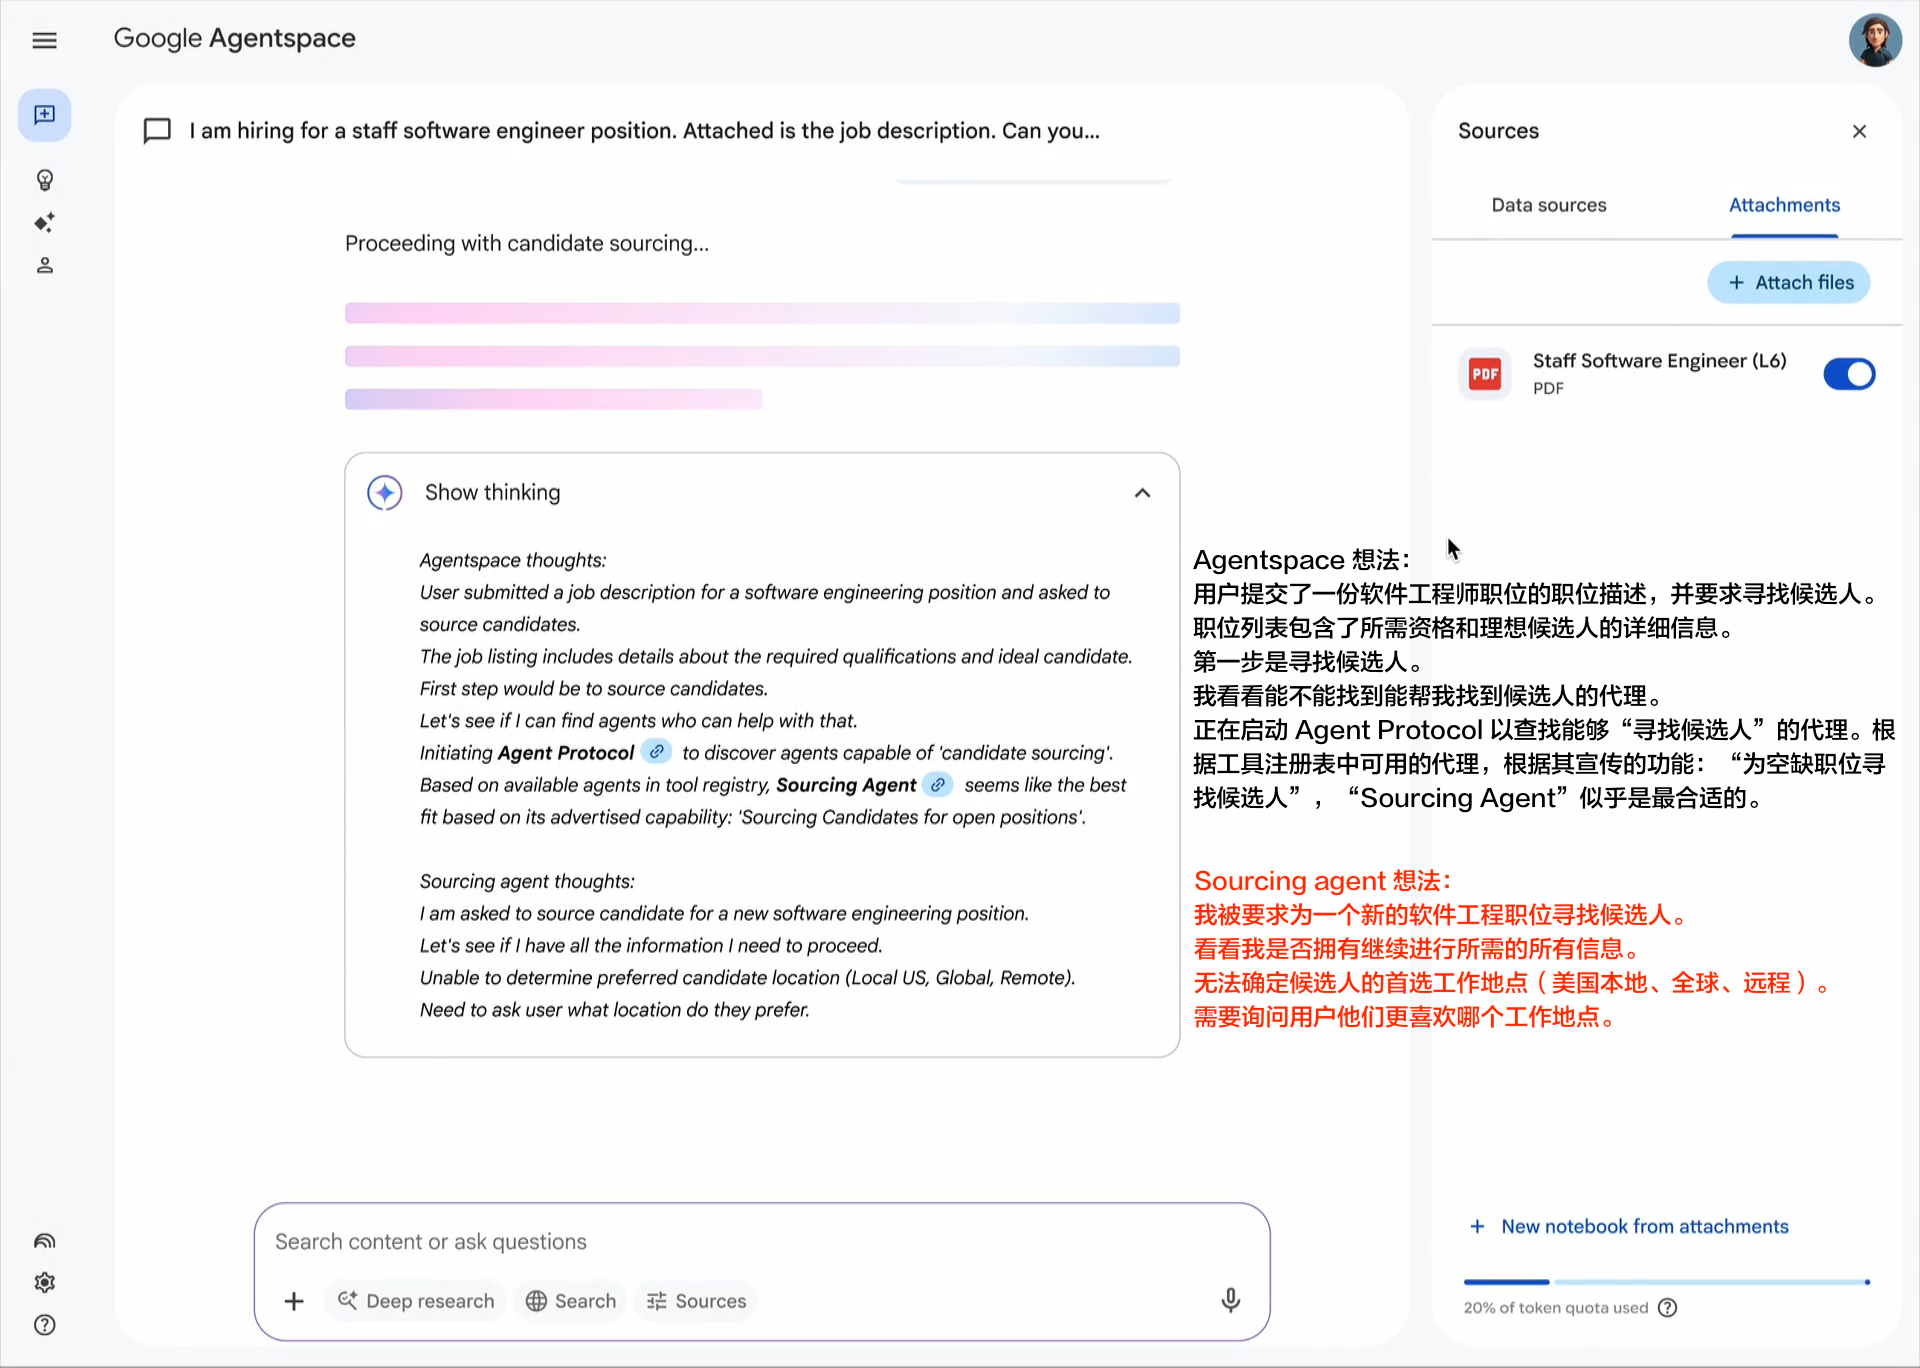 Google Agentspace
I am hiring for a staff software engineer position. Attached is the job description. Can you...
Proceeding with candidate sourcing...
Show thinking
Agentspace thoughts:
User submitted a job description for a software engineering position and asked to
source candidates.
The job listing includes details about the required qualifications and ideal candidate.
First step would be to source candidates.
Let's see if I can find agents who can help with that.
Initiating Agent Protocol to discover agents capable of 'candidate sourcing'.
Based on available agents in tool registry, Sourcing Agent seems like the best
fit based on its advertised capability: 'Sourcing Candidates for open positions'.
Sourcing agent thoughts:
I am asked to source candidate for a new software engineering position.
Let's see if I have all the information I need to proceed.
Unable to determine preferred candidate location (Local US, Global, Remote).
Need to ask user what location do they prefer.
Agentspace 想法：
用户提交了一份软件工程师职位的职位描述，并要求寻找候选人。
职位列表包含了所需资格和理想候选人的详细信息。
第一步是寻找候选人。
我看看能不能找到能帮我找到候选人的代理。
正在启动 Agent Protocol 以查找能够“寻找候选人”的代理。根
据工具注册表中可用的代理，根据其宣传的功能：“为空缺职位寻
找候选人”，“Sourcing Agent”似乎是最合适的。
Sourcing agent 想法：
我被要求为一个新的软件工程职位寻找候选人。
看看我是否拥有继续进行所需的所有信息。
无法确定候选人的首选工作地点（美国本地、全球、远程）。
需要询问用户他们更喜欢哪个工作地点。
Search content or ask questions
Deep research
Search
Sources
Sources
Data sources
Attachments
+ Attach files
PDF
Staff Software Engineer (L6)
PDF
+ New notebook from attachments
20% of token quota used